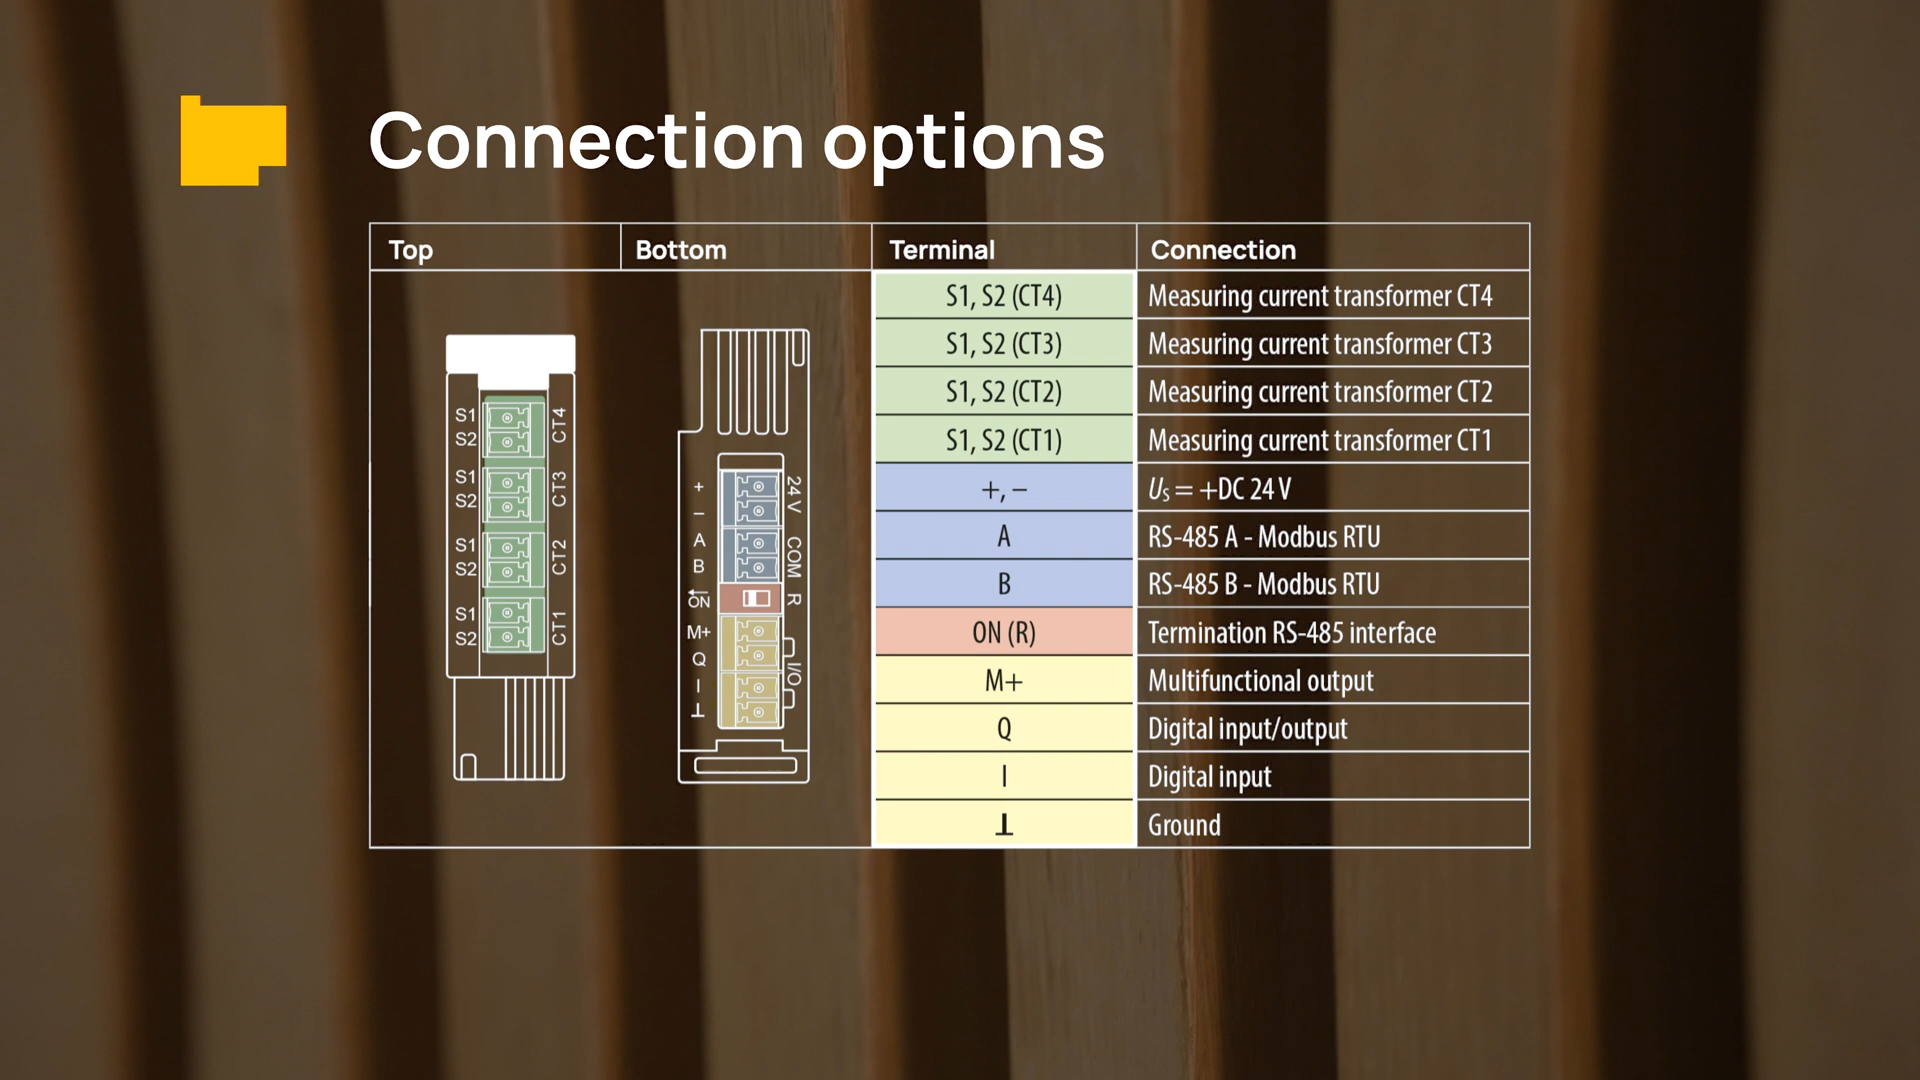 Connection options
Top Bottom Terminal Connection
S1, S2 (CT4) Measuring current transformer CT4
S1, S2 (CT3) Measuring current transformer CT3
S1, S2 (CT2) Measuring current transformer CT2
S1, S2 (CT1) Measuring current transformer CT1
+, − Us = +DC 24 V
A RS-485 A - Modbus RTU
B RS-485 B - Modbus RTU
ON (R) Termination RS-485 interface
M+ Multifunctional output
Q Digital input/output
I Digital input
⊥ Ground
S1
S2
CT4
S1
S2
CT3
S1
S2
CT2
S1
S2
CT1
+
−
24 V
A
B
COM
ON
R
M+
Q
I
⊥
I/O